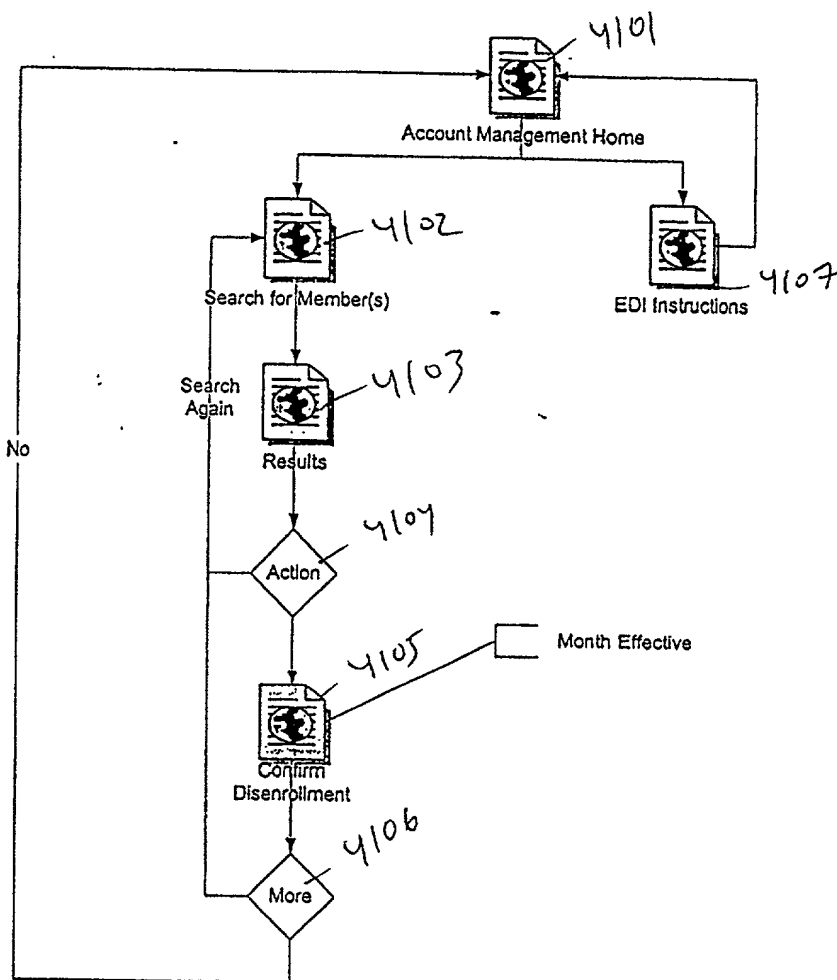 4101
Account Management Home
4102
Search for Member(s)
4107
EDI Instructions
Search
Again
4103
Results
No
4104
Action
4105
Month Effective
Confirm
Disenrollment
4106
More